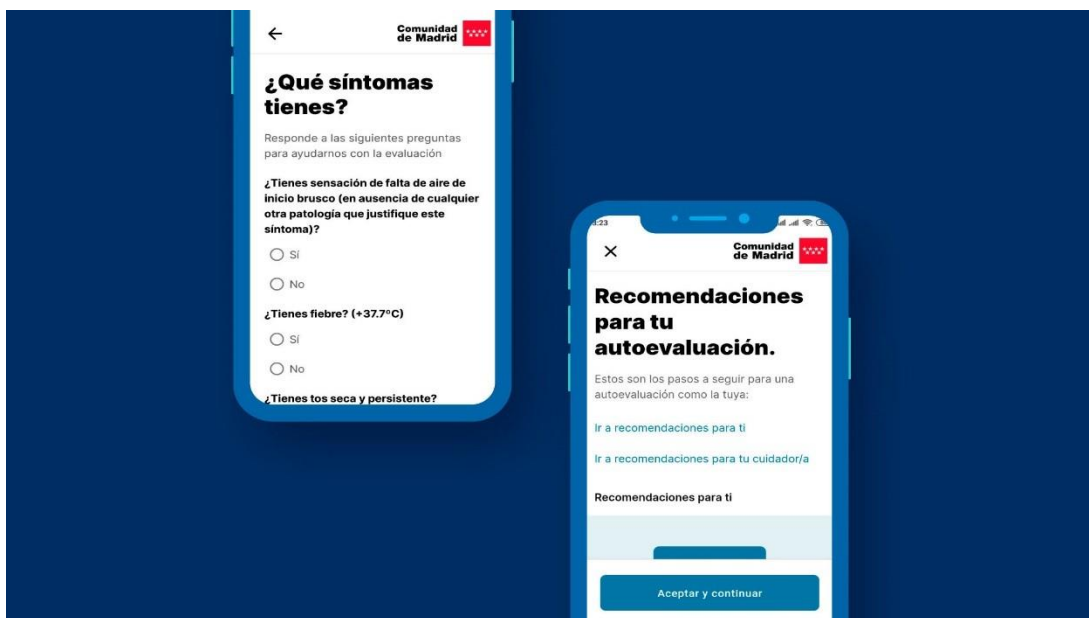 Comunidad
de Madrid
¿Qué síntomas
tienes?
Responde a las siguientes preguntas
para ayudarnos con la evaluación
¿Tienes sensación de falta de aire de
inicio brusco (en ausencia de cualquier
otra patología que justifique este
síntoma)?
Sí
No
¿Tienes fiebre? (+37.7ºC)
Sí
No
¿Tienes tos seca y persistente?
Comunidad
de Madrid
Recomendaciones
para tu
autoevaluación.
Estos son los pasos a seguir para una
autoevaluación como la tuya:
Ir a recomendaciones para ti
Ir a recomendaciones para tu cuidador/a
Recomendaciones para ti
Aceptar y continuar